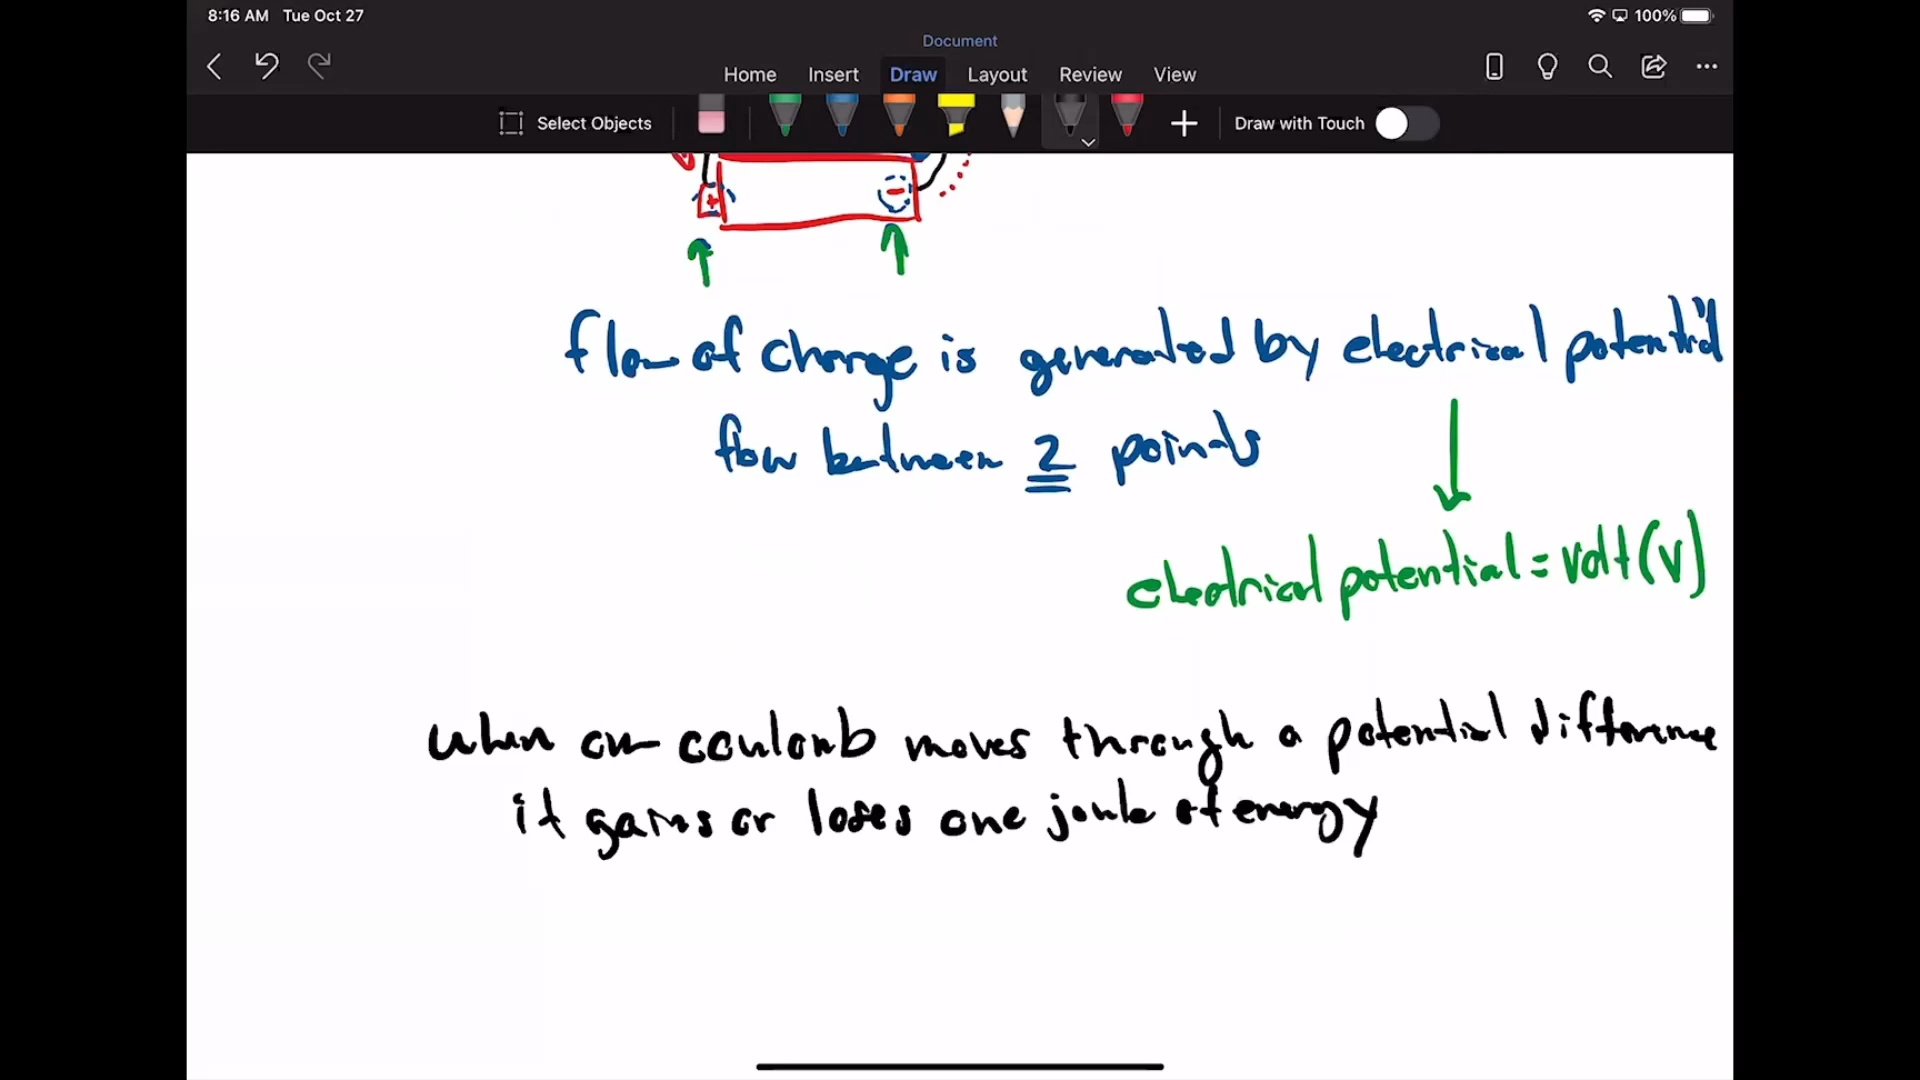 8:16 AM Tue Oct 27 100%
Document
Home Insert Draw Layout Review View
Select Objects Draw with Touch
+ -
flow of charge is generated by electrical potential
flow between 2 points
electrical potential = volt (V)
when one coulomb moves through a potential difference
it gains or loses one joule of energy